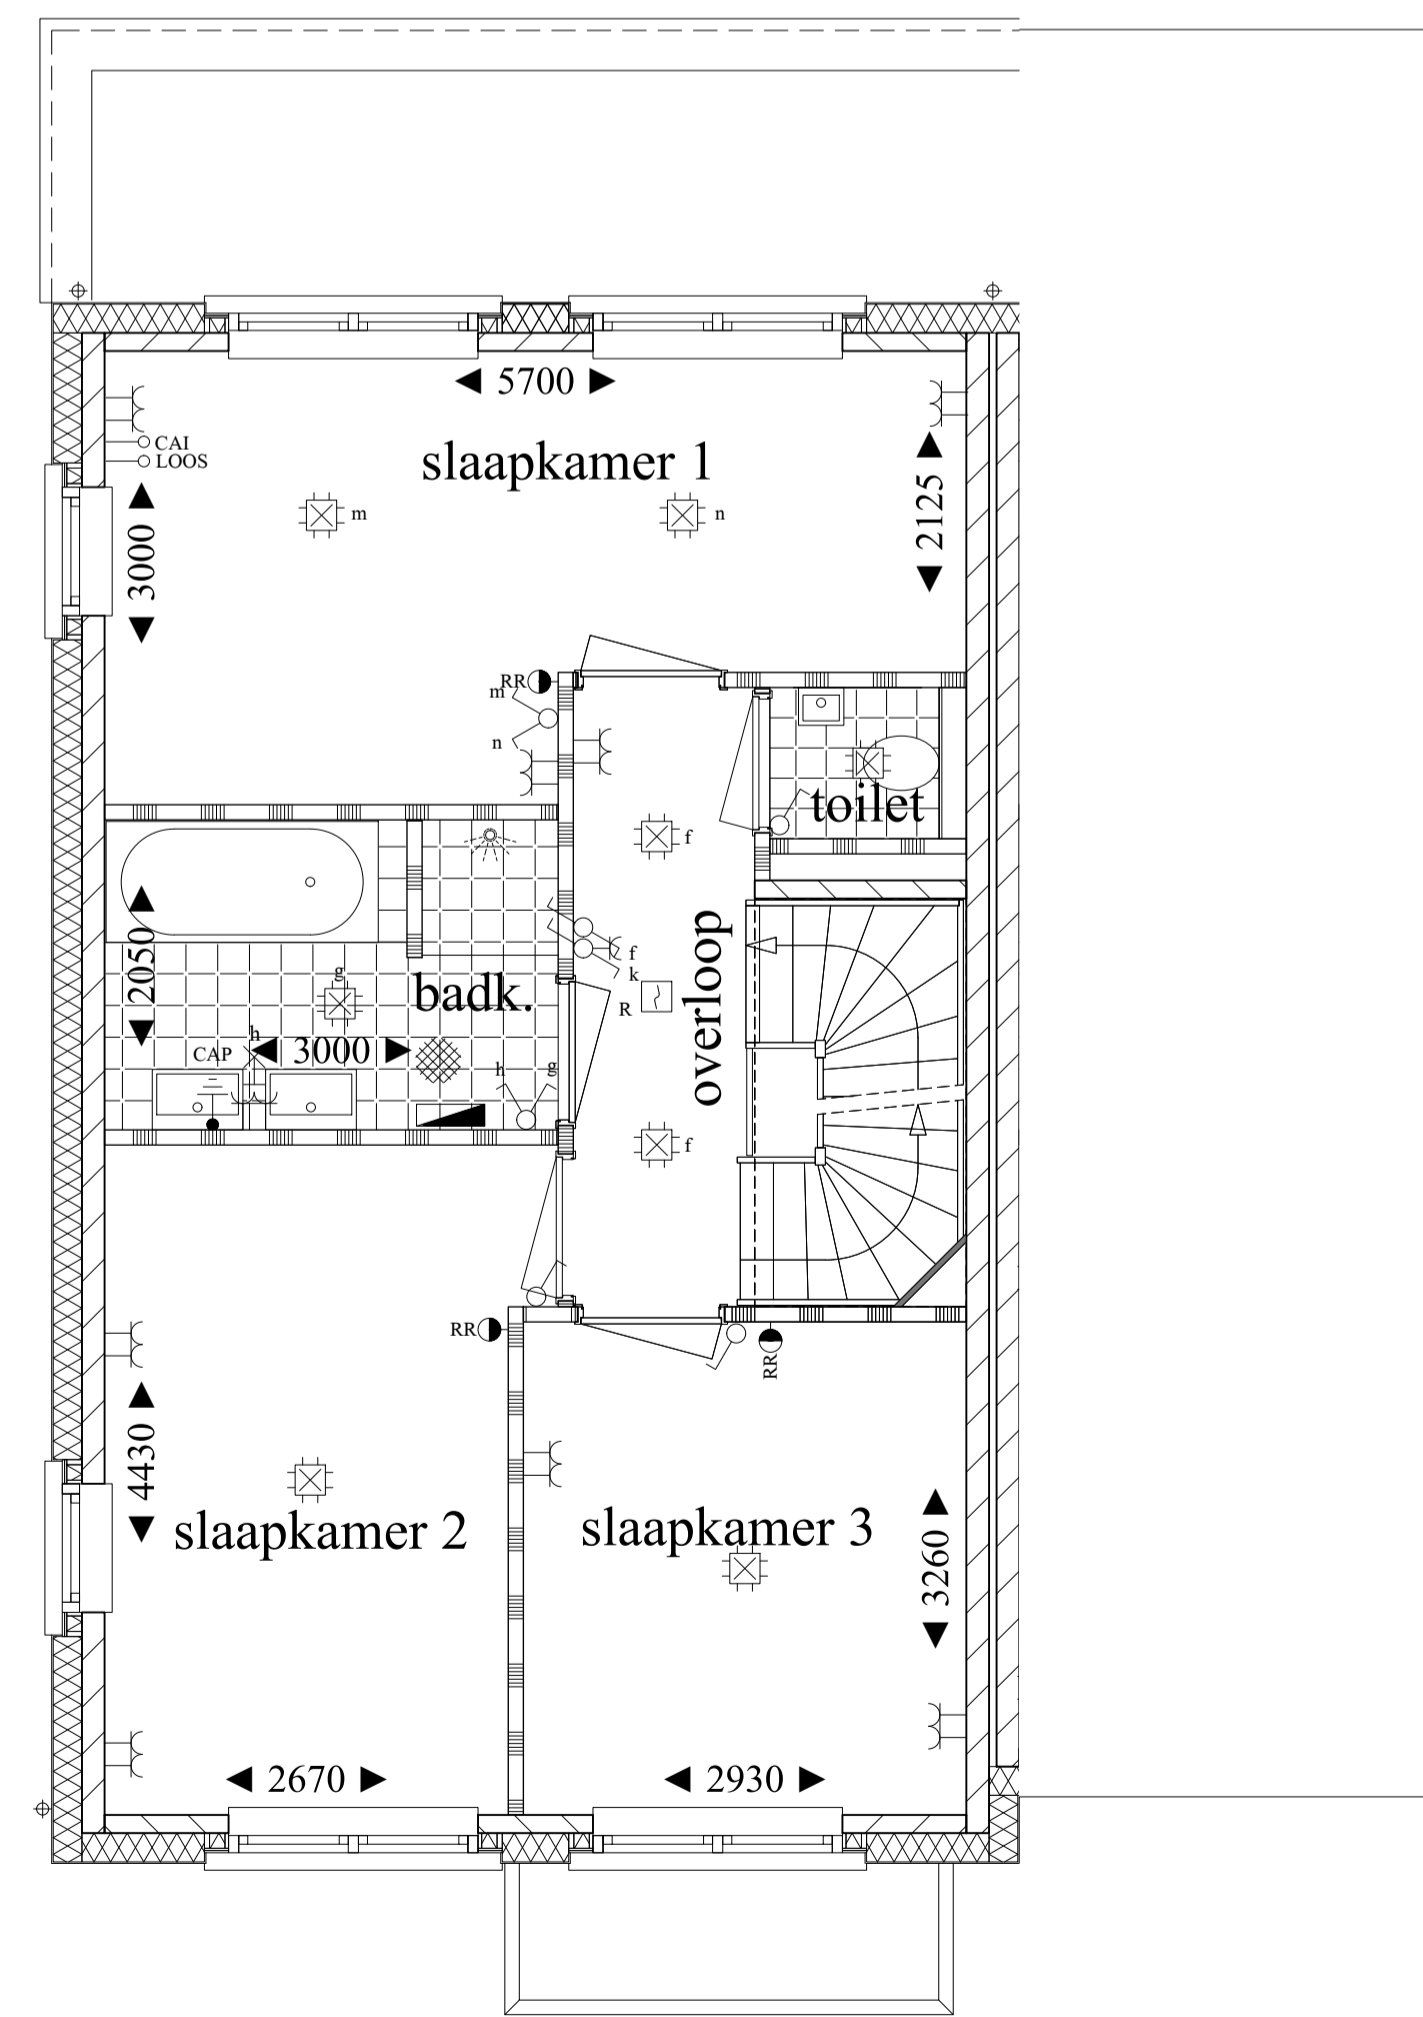 5700
CAI
LOOS
slaapkamer 1
2125
3000
m
n
RR
m
n
toilet
f
overloop
2050
f
k
g
badk.
R
h
CAP
3000
h
g
f
RR
RR
4430
slaapkamer 2
slaapkamer 3
3260
2670
2930